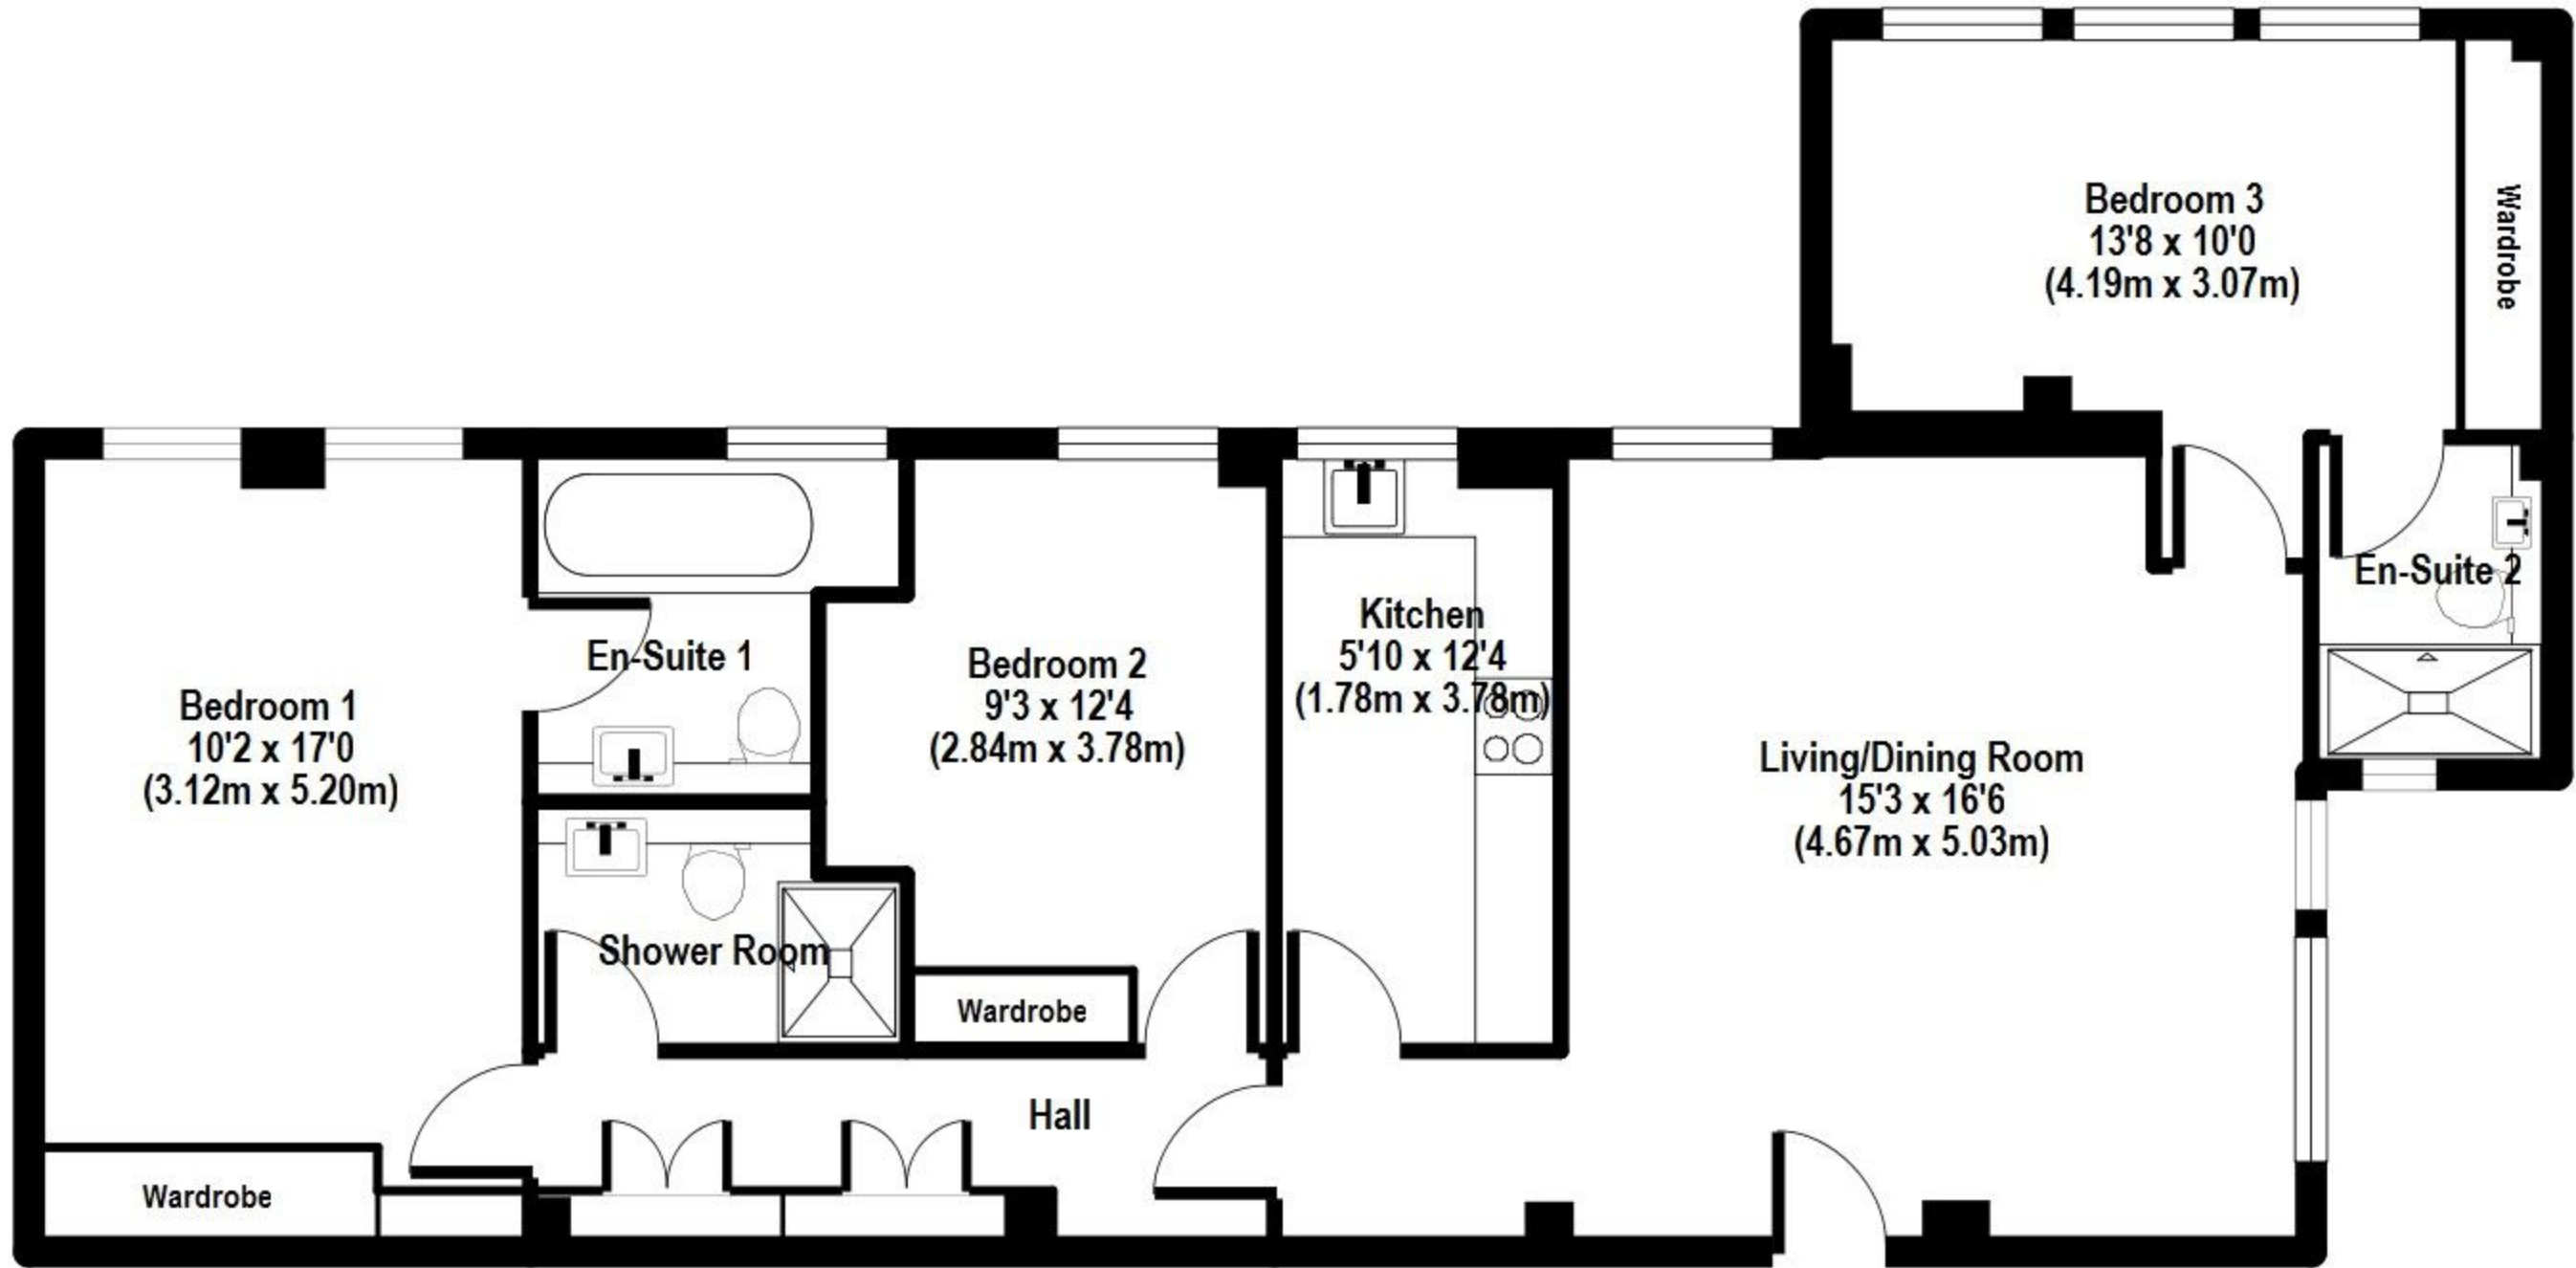 Bedroom 3
13'8 x 10'0
(4.19m x 3.07m)
Wardrobe
En-Suite 2
Kitchen
5'10 x 12'4
(1.78m x 3.78m)
En-Suite 1
Bedroom 2
9'3 x 12'4
(2.84m x 3.78m)
Bedroom 1
10'2 x 17'0
(3.12m x 5.20m)
Living/Dining Room
15'3 x 16'6
(4.67m x 5.03m)
Shower Room
Wardrobe
Hall
Wardrobe